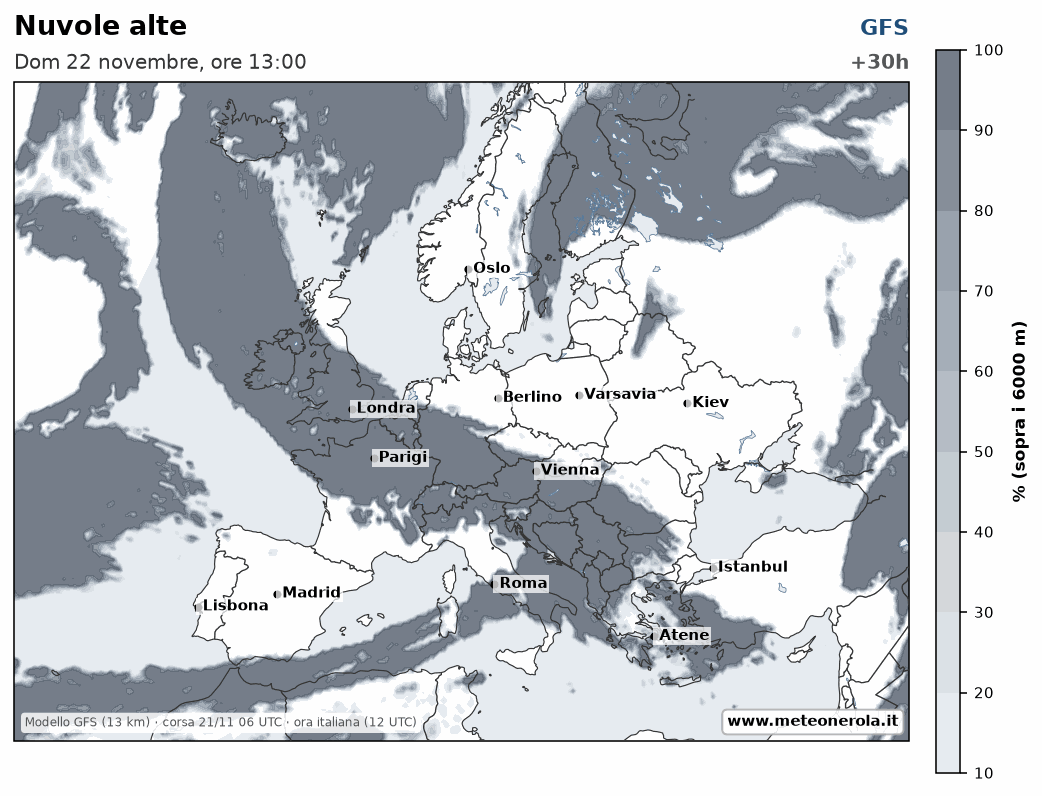 Nuvole alte
GFS
Dom 22 novembre, ore 13:00
+30h
100
90
80
70
60
50
40
30
20
10
% (sopra i 6000 m)
Oslo
Berlino
Varsavia
Kiev
Londra
Parigi
Vienna
Istanbul
Roma
Madrid
Lisbona
Atene
Modello GFS (13 km) · corsa 21/11 06 UTC · ora italiana (12 UTC)
www.meteonerola.it